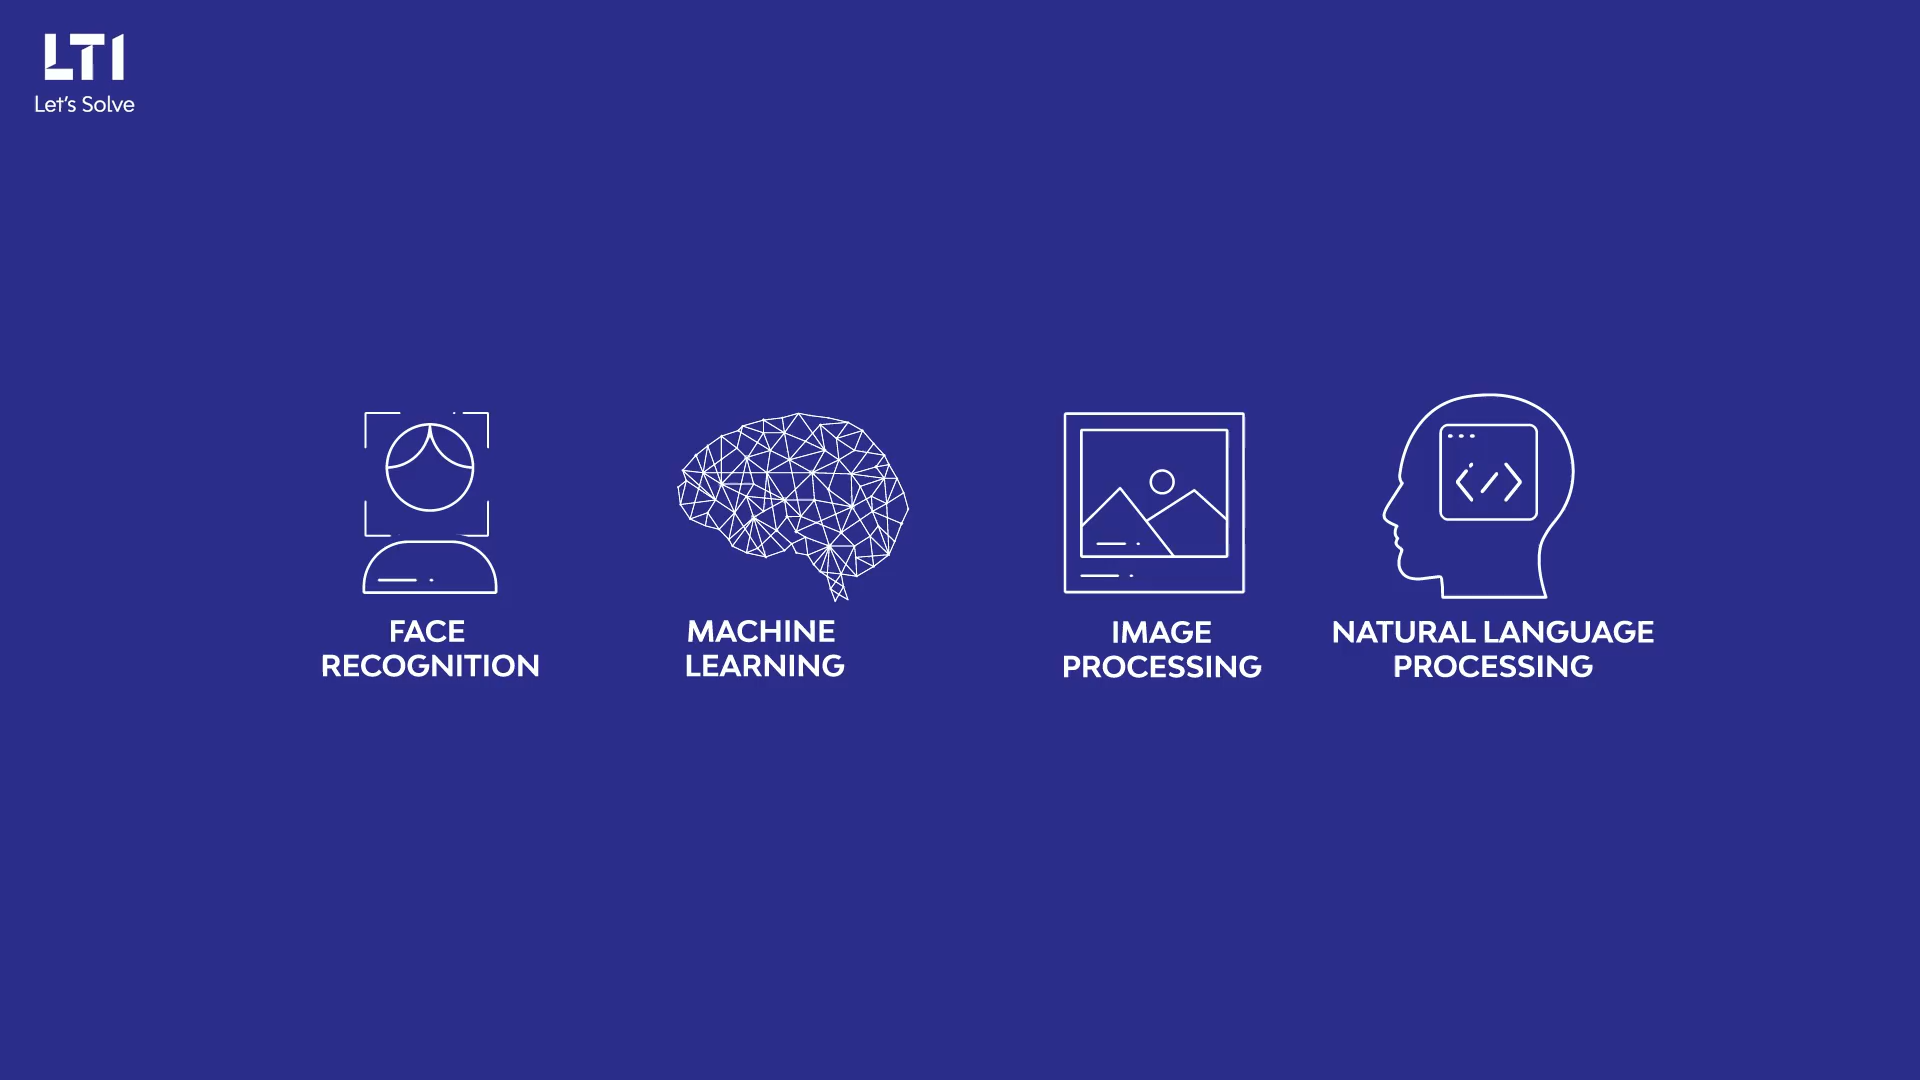 LTI
Let's Solve
FACE
RECOGNITION
MACHINE
LEARNING
IMAGE
PROCESSING
NATURAL LANGUAGE
PROCESSING